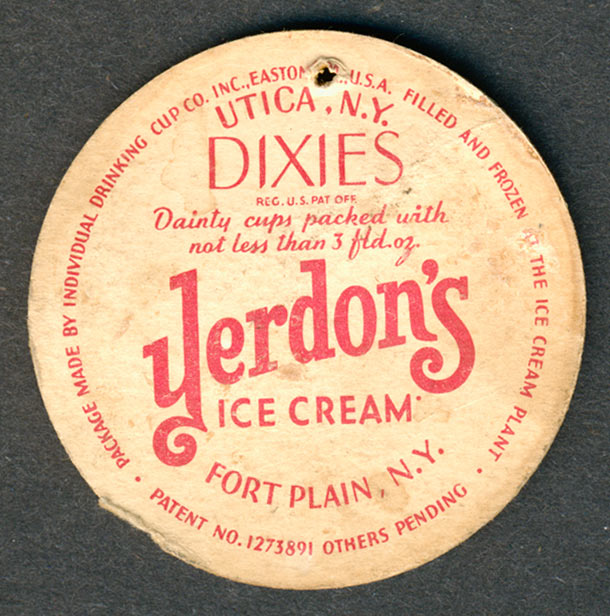 PACKAGE MADE BY INDIVIDUAL DRINKING CUP CO. INC., EASTON U.S.A. FILLED AND FROZEN THE ICE CREAM PLANT ·
UTICA, N.Y.
DIXIES
REG. U.S. PAT OFF.
Dainty cups packed with
not less than 3 fld.oz.
Yerdon's
ICE CREAM
FORT PLAIN, N.Y.
· PATENT NO. 1273891 OTHERS PENDING ·